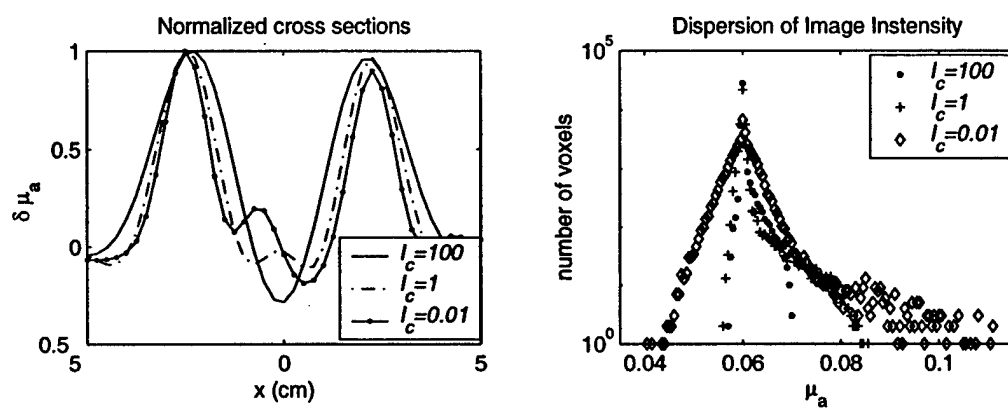 Normalized cross sections
1
0.5
0
0.5
δ μa
5
0
5
x (cm)
lc=100
lc=1
lc=0.01
Dispersion of Image Instensity
10^5
10^0
number of voxels
0.04
0.06
0.08
0.1
μa
lc=100
lc=1
lc=0.01